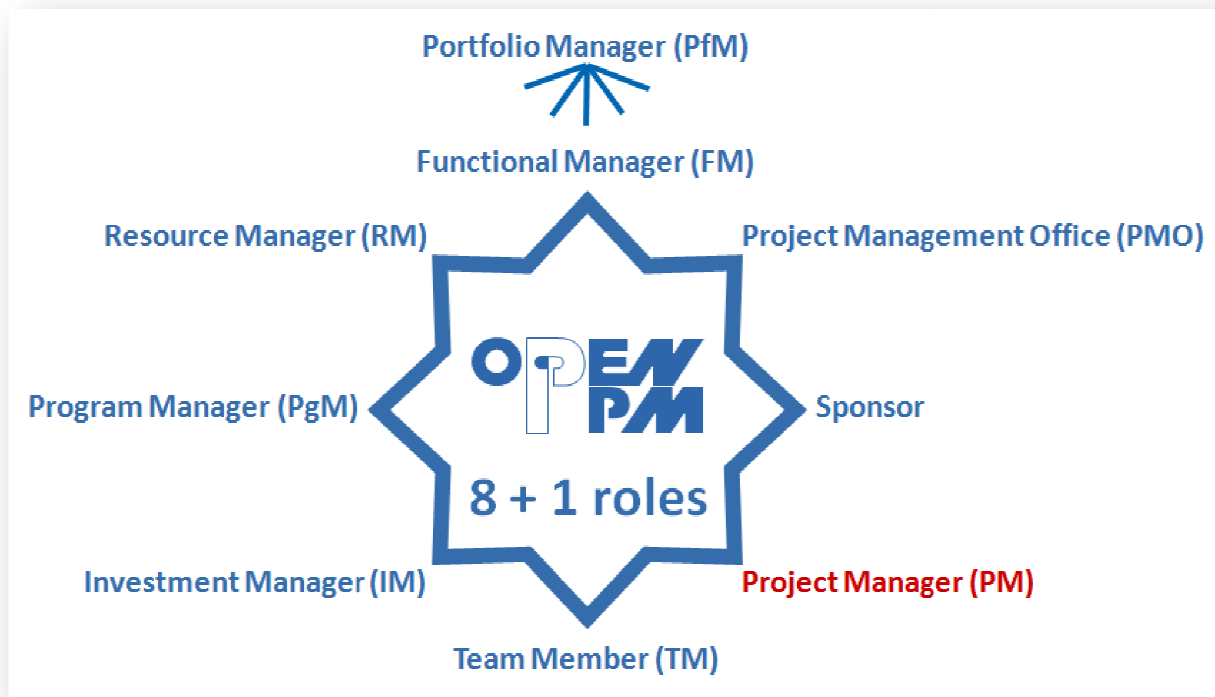 Portfolio Manager (PfM)
Functional Manager (FM)
Resource Manager (RM)
Project Management Office (PMO)
OPEN
PM
Program Manager (PgM)
Sponsor
8 + 1 roles
Investment Manager (IM)
Project Manager (PM)
Team Member (TM)